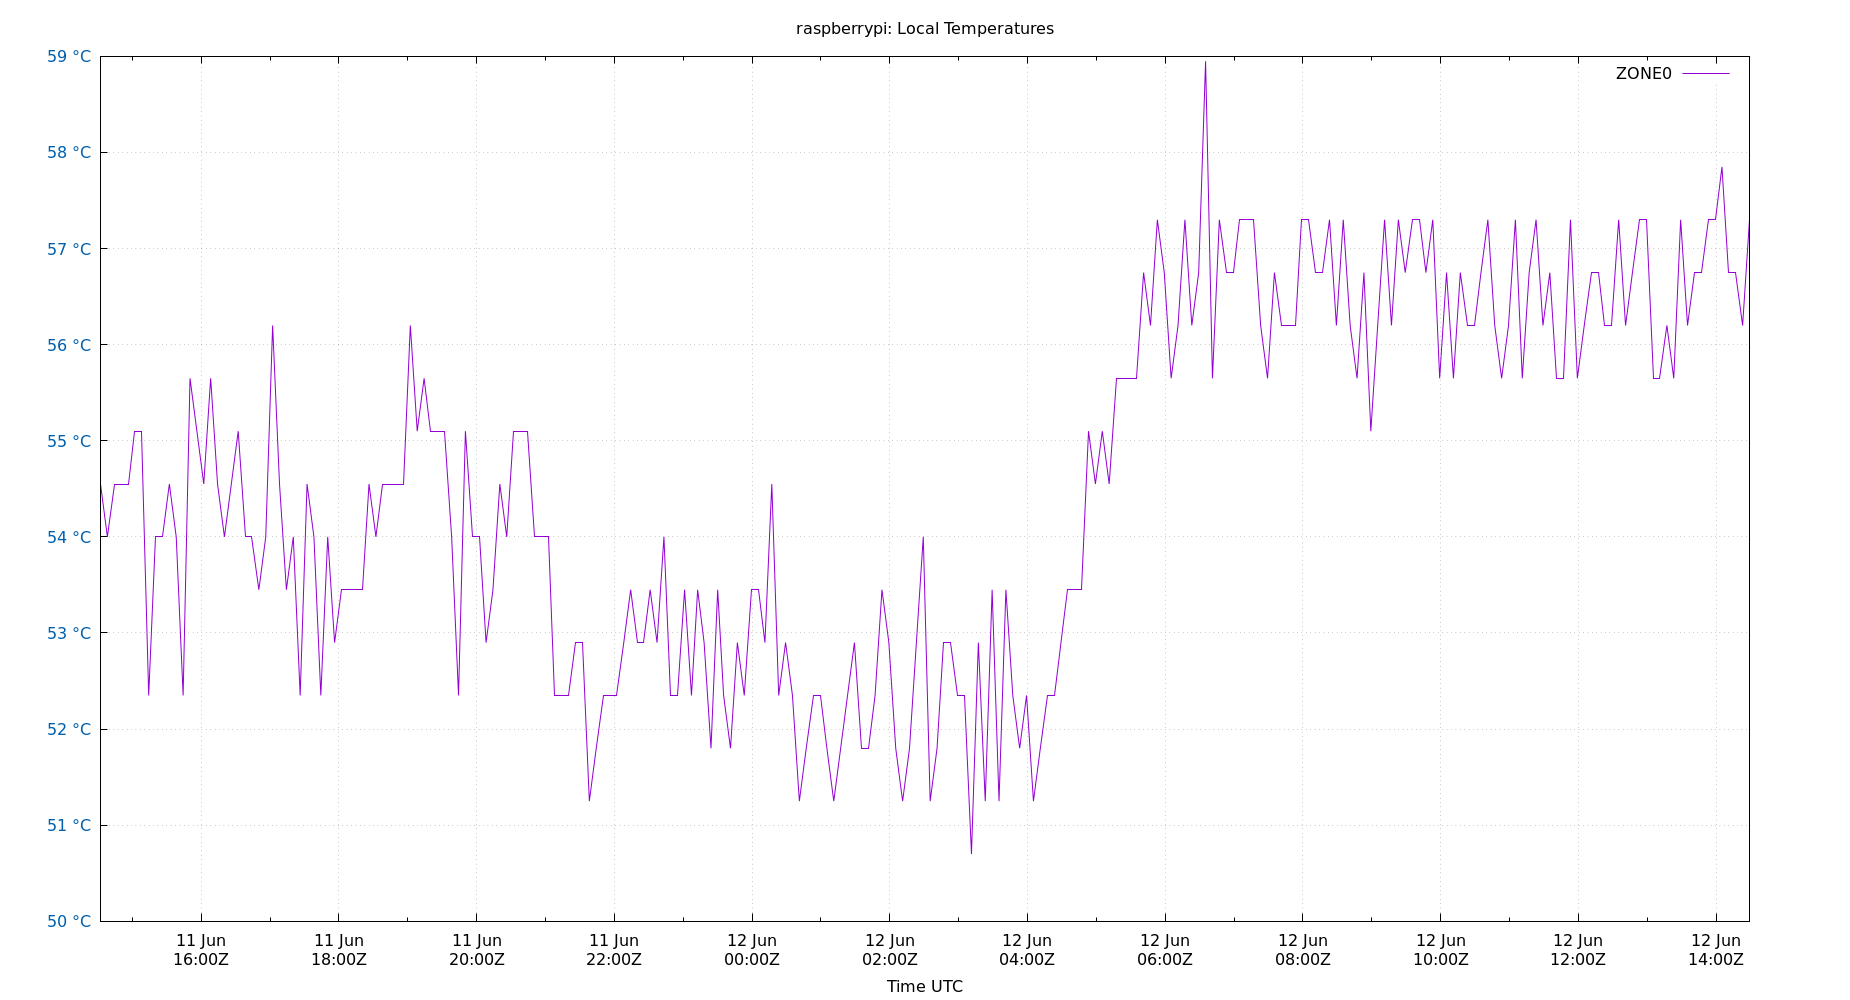 raspberrypi: Local Temperatures
59 °C
ZONE0
58 °C
57 °C
56 °C
55 °C
54 °C
53 °C
52 °C
51 °C
50 °C
11 Jun 11 Jun 11 Jun 11 Jun 12 Jun 12 Jun 12 Jun 12 Jun 12 Jun 12 Jun 12 Jun 12 Jun
16:00Z 18:00Z 20:00Z 22:00Z 00:00Z 02:00Z 04:00Z 06:00Z 08:00Z 10:00Z 12:00Z 14:00Z
Time UTC